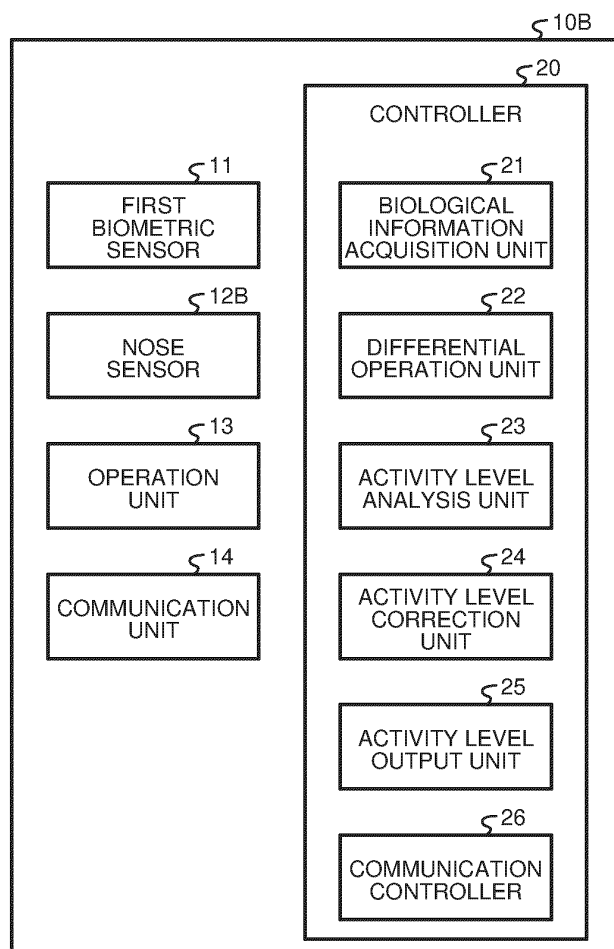 10B
11
FIRST
BIOMETRIC
SENSOR
12B
NOSE
SENSOR
13
OPERATION
UNIT
14
COMMUNICATION
UNIT
20
CONTROLLER
21
BIOLOGICAL
INFORMATION
ACQUISITION UNIT
22
DIFFERENTIAL
OPERATION UNIT
23
ACTIVITY LEVEL
ANALYSIS UNIT
24
ACTIVITY LEVEL
CORRECTION
UNIT
25
ACTIVITY LEVEL
OUTPUT UNIT
26
COMMUNICATION
CONTROLLER